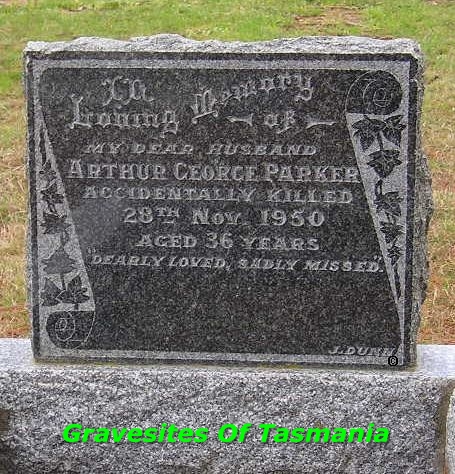 In
Loving Memory
of
MY DEAR HUSBAND
ARTHUR GEORGE PARKER
ACCIDENTALLY KILLED
28TH NOV. 1950
AGED 36 YEARS
"DEARLY LOVED, SADLY MISSED."
J.DUNN
©
Gravesites Of Tasmania